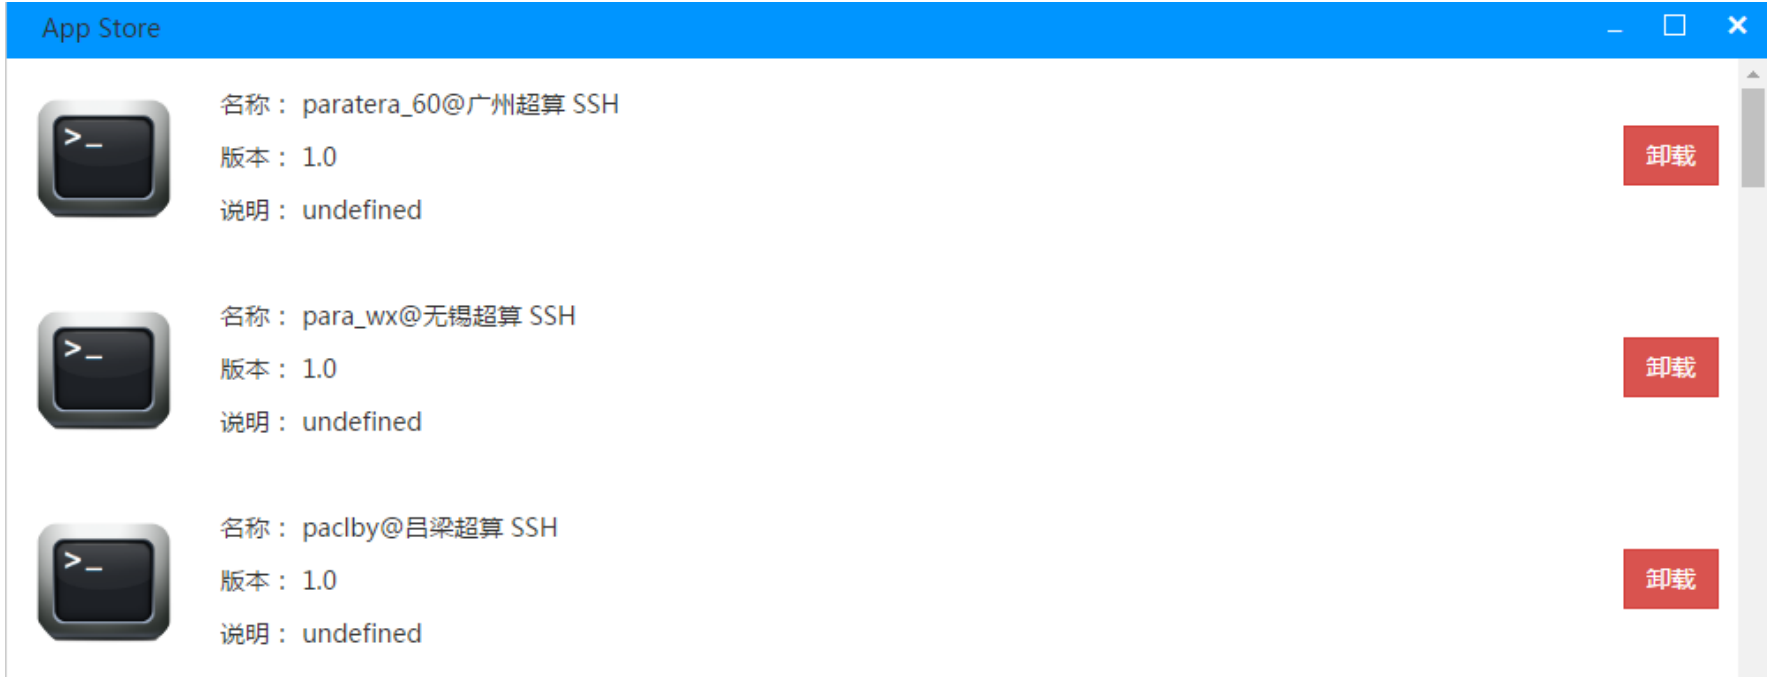 App Store
名称： paratera_60@广州超算 SSH
版本： 1.0
卸载
说明： undefined
名称： para_wx@无锡超算 SSH
版本： 1.0
卸载
说明： undefined
名称： paclby@吕梁超算 SSH
版本： 1.0
卸载
说明： undefined